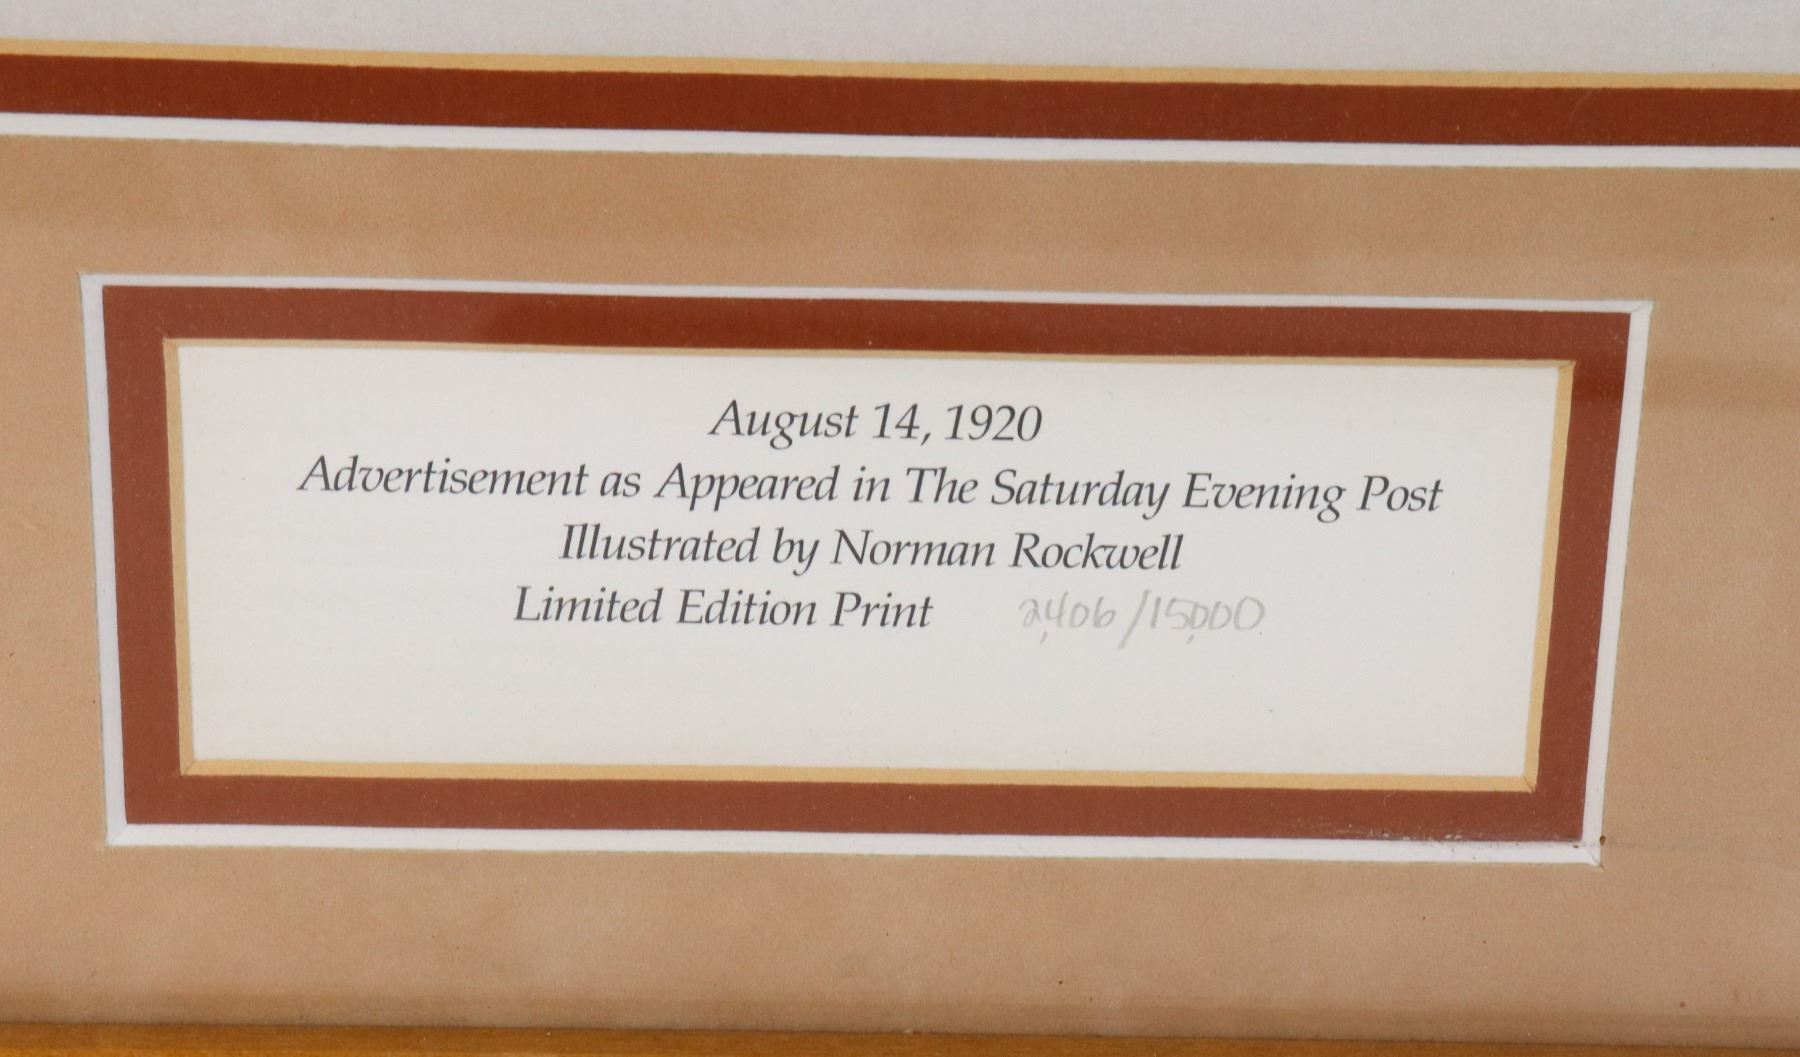 August 14, 1920
Advertisement as Appeared in The Saturday Evening Post
Illustrated by Norman Rockwell
Limited Edition Print 2,406/15,000